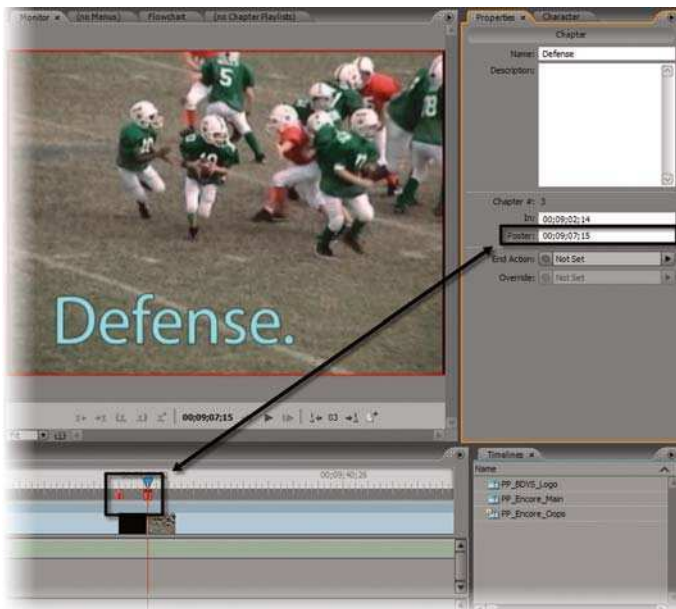 Monitor × (no Menus) Flowchart (no Chapter Playlists)
Properties × Character
Chapter
Name: Defense
Description:
Chapter #: 3
In: 00;09;02;14
Poster: 00;09;07;15
End Action: Not Set
Override: Not Set
5
18
Defense.
00;09;07;15
03
00;09;40;26
Timelines ×
Name
PP_BDYS_Logo
PP_Encore_Main
PP_Encore_Oops